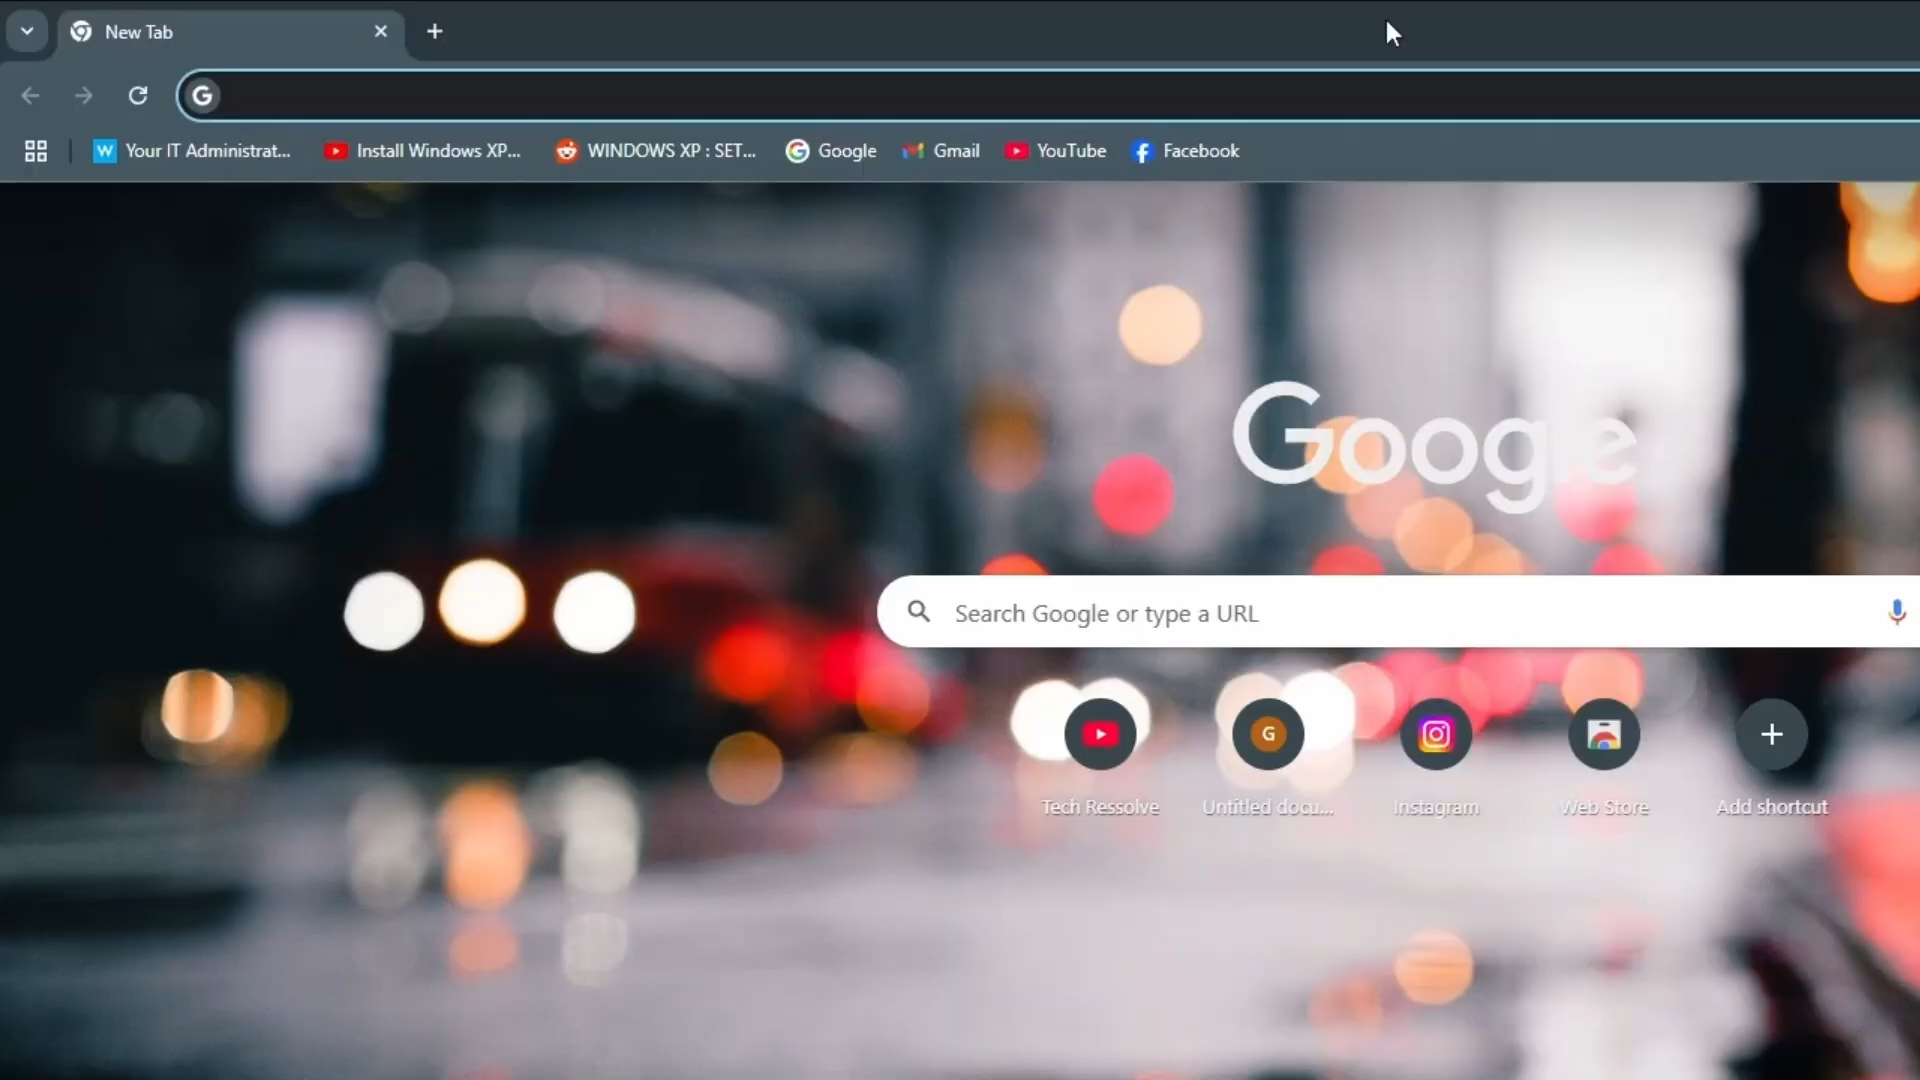 New Tab
Your IT Administrat... Install Windows XP... WINDOWS XP : SET... Google Gmail YouTube Facebook
Google
Search Google or type a URL
G
Tech Ressolve Untitled docu... Instagram Web Store Add shortcut